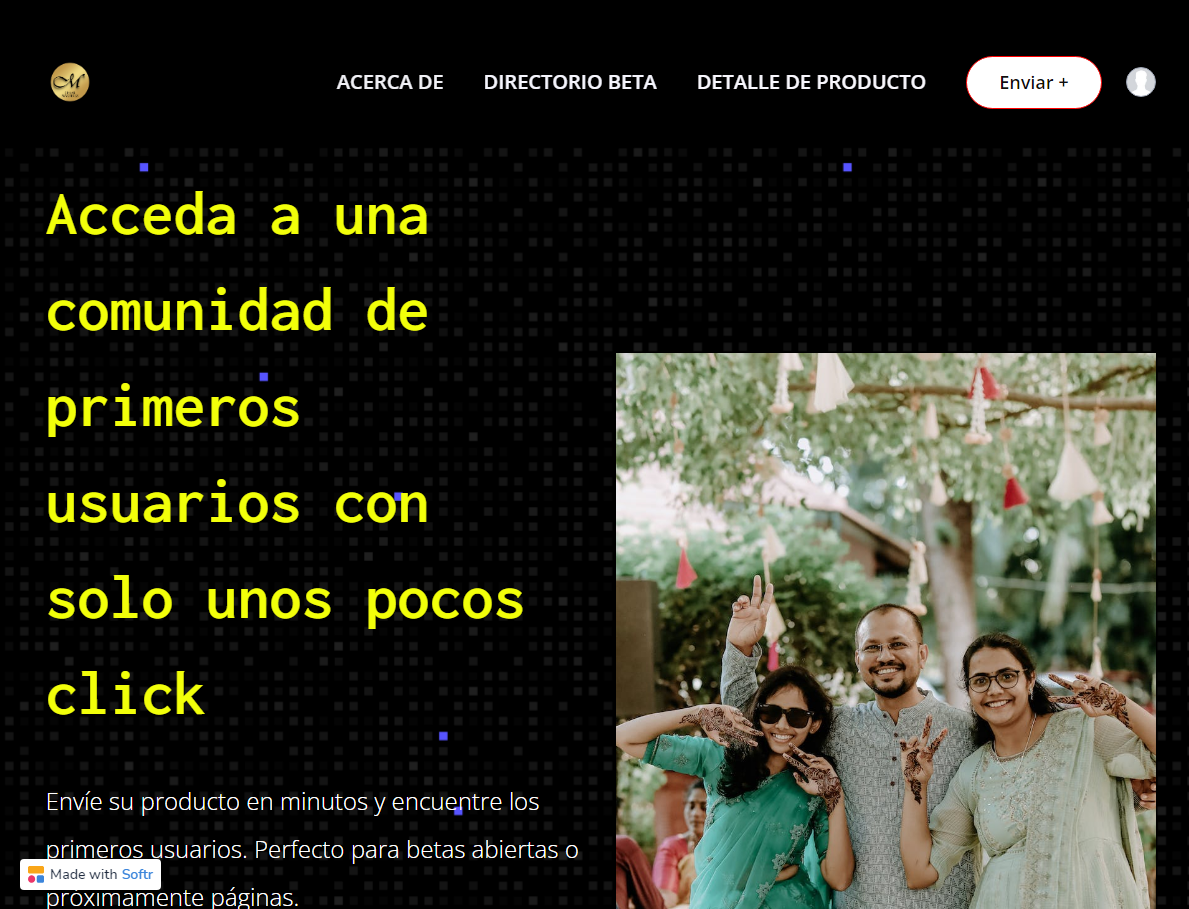 ACERCA DE
DIRECTORIO BETA
DETALLE DE PRODUCTO
Enviar +
Acceda a una
comunidad de
primeros
usuarios con
solo unos pocos
click
Envíe su producto en minutos y encuentre los
primeros usuarios. Perfecto para betas abiertas o
próximamente páginas.
Made with Softr